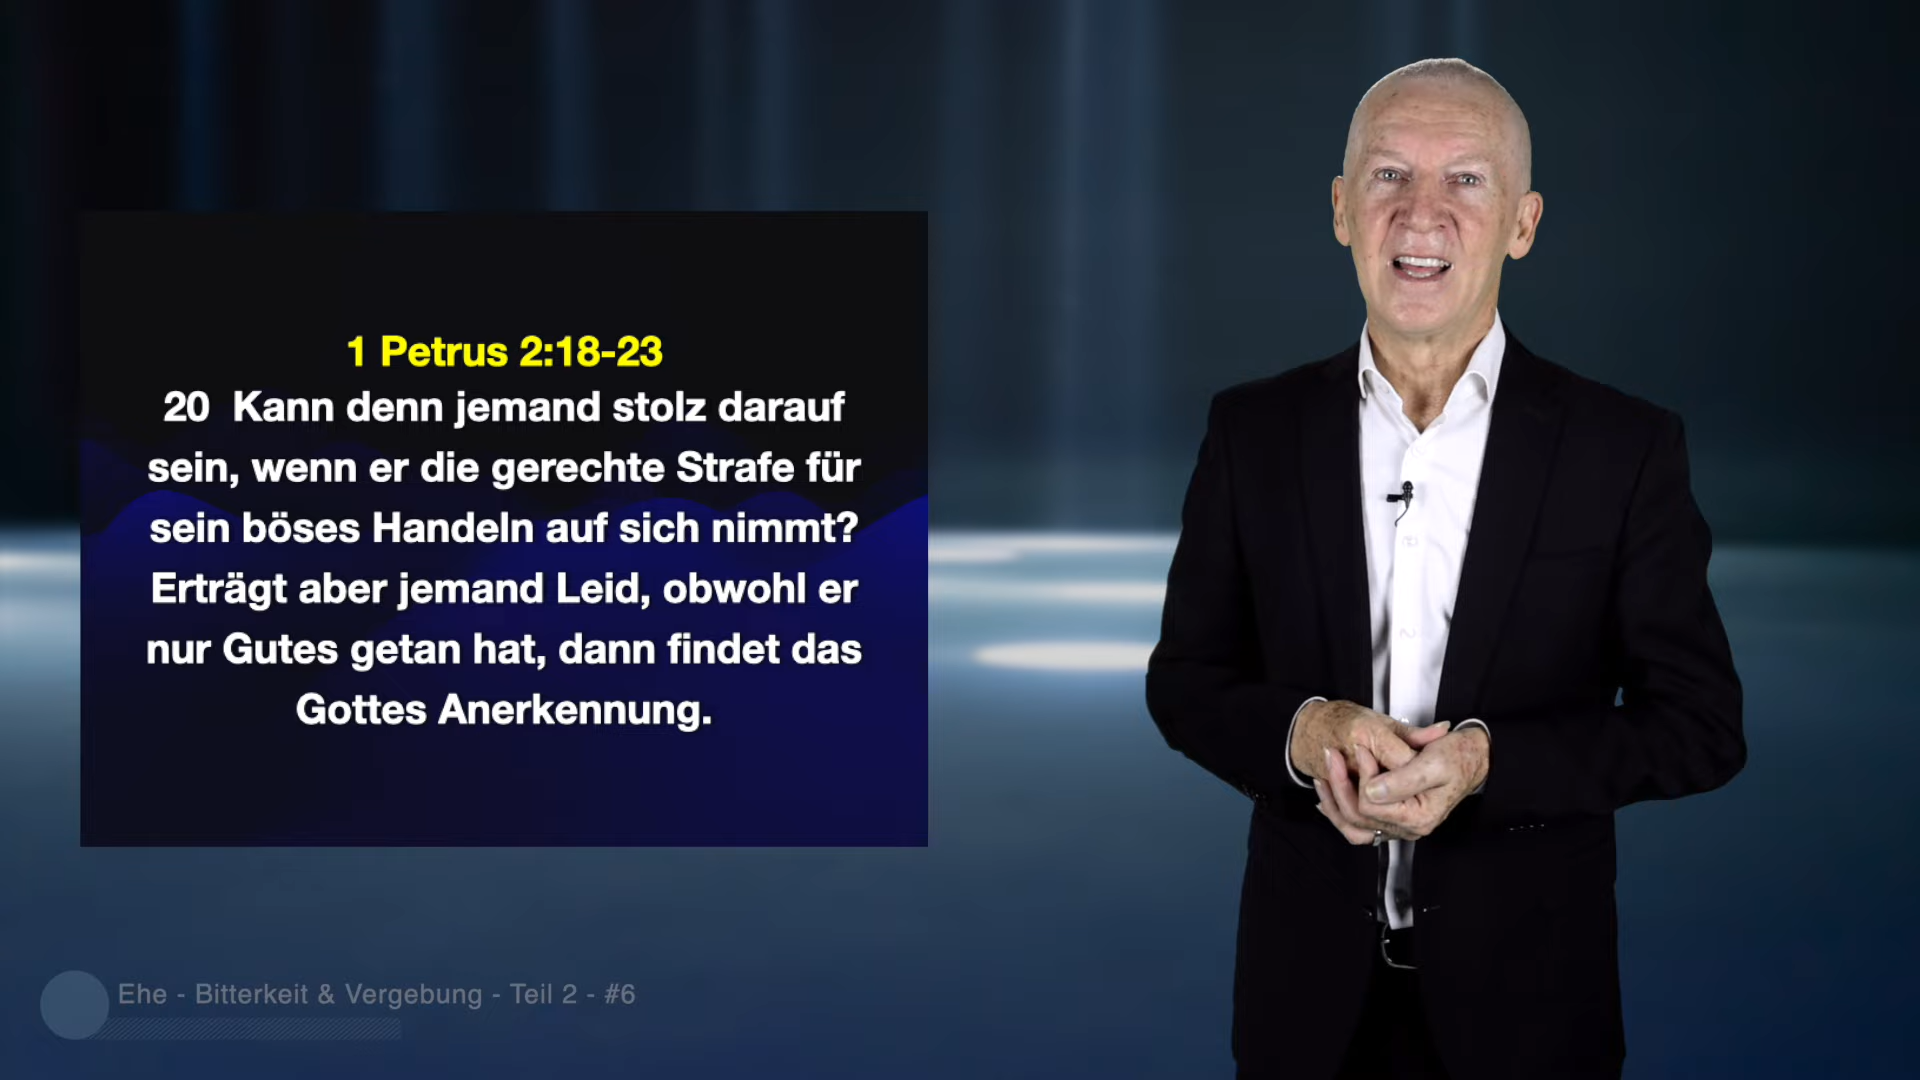 1 Petrus 2:18-23
20 Kann denn jemand stolz darauf
sein, wenn er die gerechte Strafe für
sein böses Handeln auf sich nimmt?
Erträgt aber jemand Leid, obwohl er
nur Gutes getan hat, dann findet das
Gottes Anerkennung.
Ehe - Bitterkeit & Vergebung - Teil 2 - #6